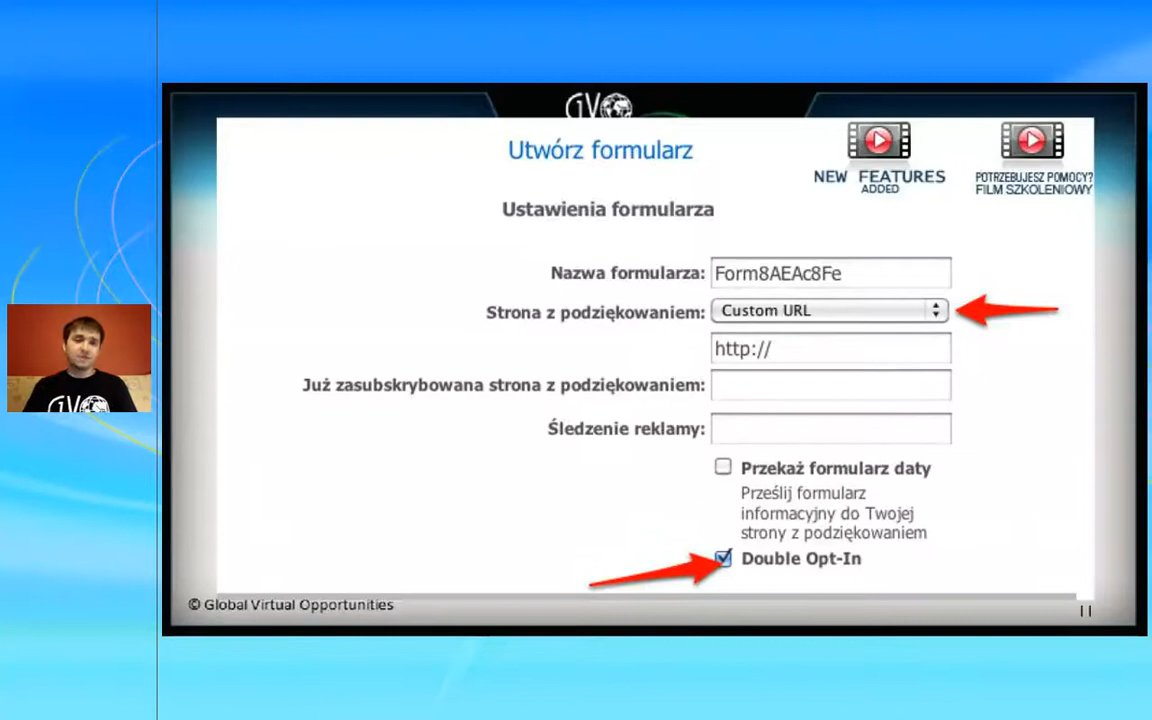 GVO
Utwórz formularz
NEW FEATURES
ADDED
POTRZEBUJESZ POMOCY?
FILM SZKOLENIOWY
Ustawienia formularza
Nazwa formularza: Form8AEAc8Fe
Strona z podziękowaniem: Custom URL
http://
Już zasubskrybowana strona z podziękowaniem:
Śledzenie reklamy:
Przekaż formularz daty
Prześlij formularz
informacyjny do Twojej
strony z podziękowaniem
Double Opt-In
© Global Virtual Opportunities
11
GVO